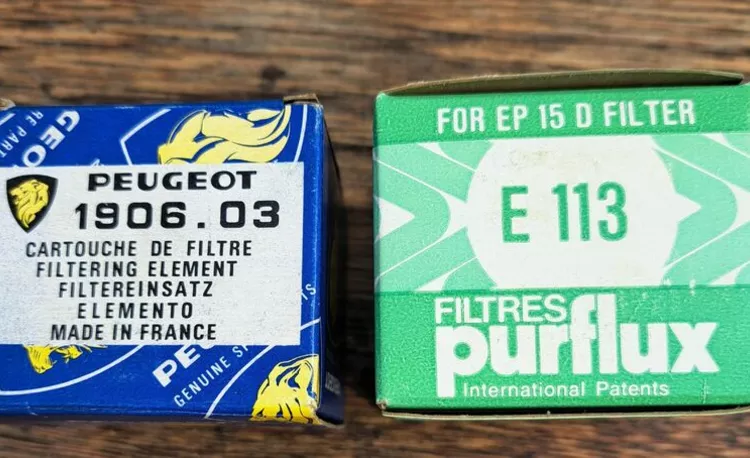 PEUGEOT
1906.03
CARTOUCHE DE FILTRE
FILTERING ELEMENT
FILTEREINSATZ
ELEMENTO
MADE IN FRANCE
GENUINE
FOR EP 15 D FILTER
E 113
FILTRES
purflux
International Patents